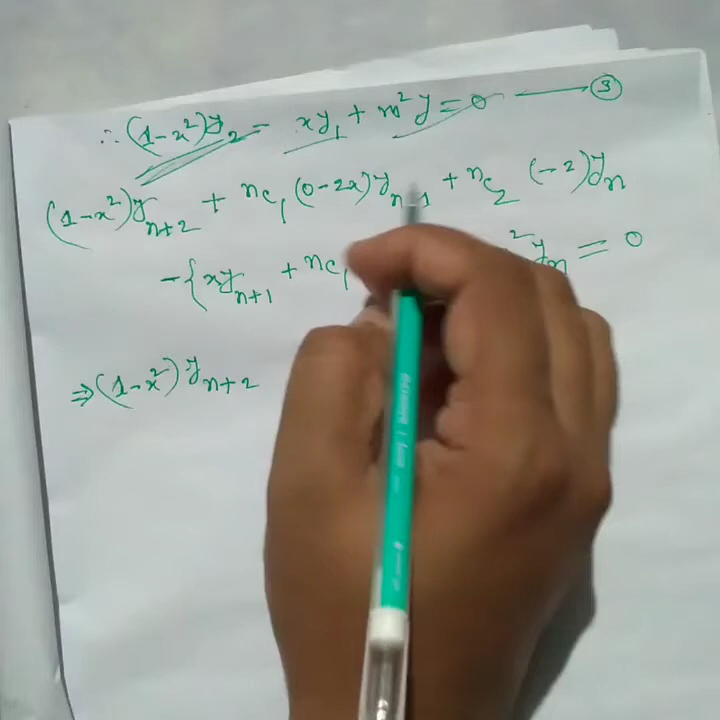 ∴ (1-x²)y₂ - xy₁ + m²y = 0 ③
(1-x²)yₙ₊₂ + nc₁(0-2x)yₙ₊₁ + nc₂ (-2)yₙ
-{xyₙ₊₁ + nc₁ ²yₙ = 0
⇒(1-x²)yₙ₊₂